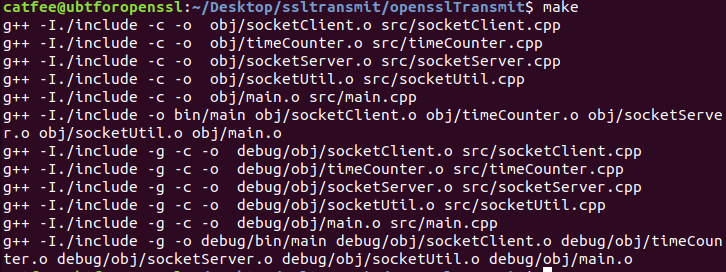 catfee@ubtforopenssl:~/Desktop/ssltransmit/opensslTransmit$ make
g++ -I./include -c -o  obj/socketClient.o src/socketClient.cpp
g++ -I./include -c -o  obj/timeCounter.o src/timeCounter.cpp
g++ -I./include -c -o  obj/socketServer.o src/socketServer.cpp
g++ -I./include -c -o  obj/socketUtil.o src/socketUtil.cpp
g++ -I./include -c -o  obj/main.o src/main.cpp
g++ -I./include -o bin/main obj/socketClient.o obj/timeCounter.o obj/socketServe
r.o obj/socketUtil.o obj/main.o
g++ -I./include -g -c -o  debug/obj/socketClient.o src/socketClient.cpp
g++ -I./include -g -c -o  debug/obj/timeCounter.o src/timeCounter.cpp
g++ -I./include -g -c -o  debug/obj/socketServer.o src/socketServer.cpp
g++ -I./include -g -c -o  debug/obj/socketUtil.o src/socketUtil.cpp
g++ -I./include -g -c -o  debug/obj/main.o src/main.cpp
g++ -I./include -g -o debug/bin/main debug/obj/socketClient.o debug/obj/timeCoun
ter.o debug/obj/socketServer.o debug/obj/socketUtil.o debug/obj/main.o